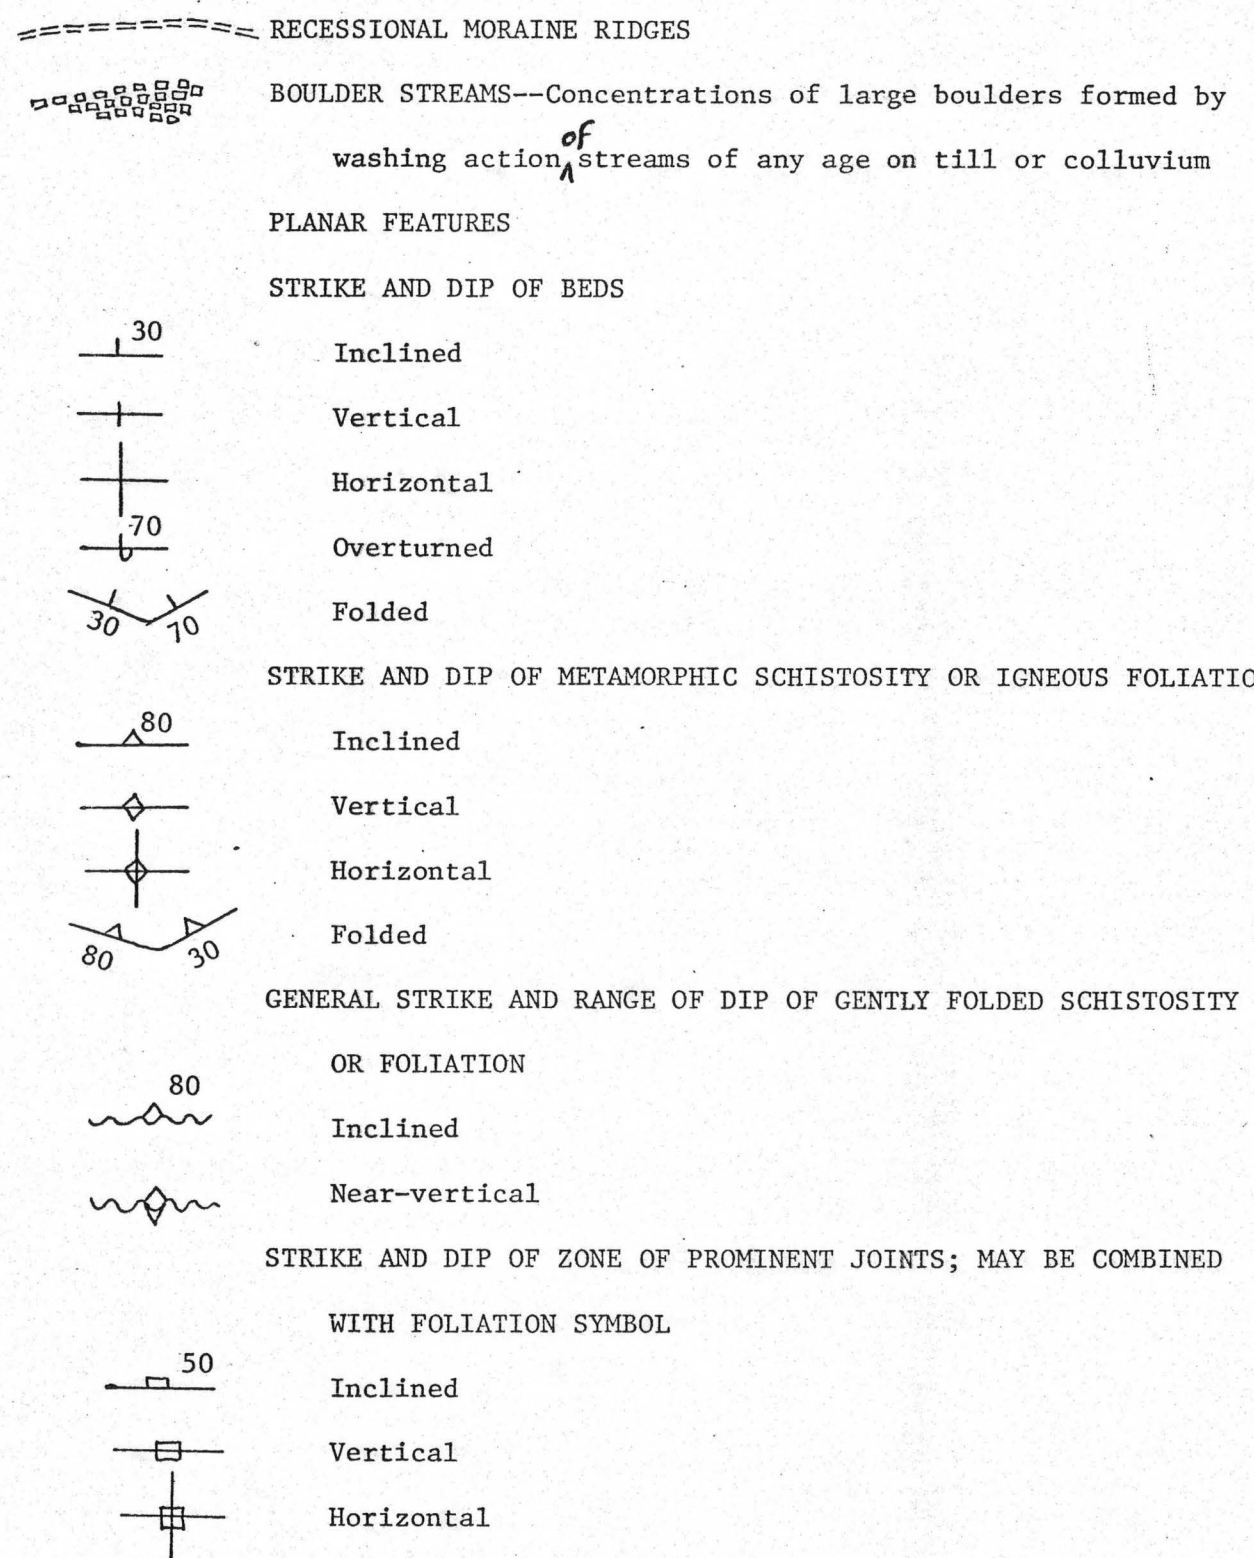 RECESSIONAL MORAINE RIDGES
BOULDER STREAMS--Concentrations of large boulders formed by
washing action of streams of any age on till or colluvium
PLANAR FEATURES
STRIKE AND DIP OF BEDS
30 Inclined
Vertical
Horizontal
70 Overturned
30 70 Folded
STRIKE AND DIP OF METAMORPHIC SCHISTOSITY OR IGNEOUS FOLIATIO
80 Inclined
Vertical
Horizontal
80 30 Folded
GENERAL STRIKE AND RANGE OF DIP OF GENTLY FOLDED SCHISTOSITY
OR FOLIATION
80
Inclined
Near-vertical
STRIKE AND DIP OF ZONE OF PROMINENT JOINTS; MAY BE COMBINED
WITH FOLIATION SYMBOL
50 Inclined
Vertical
Horizontal